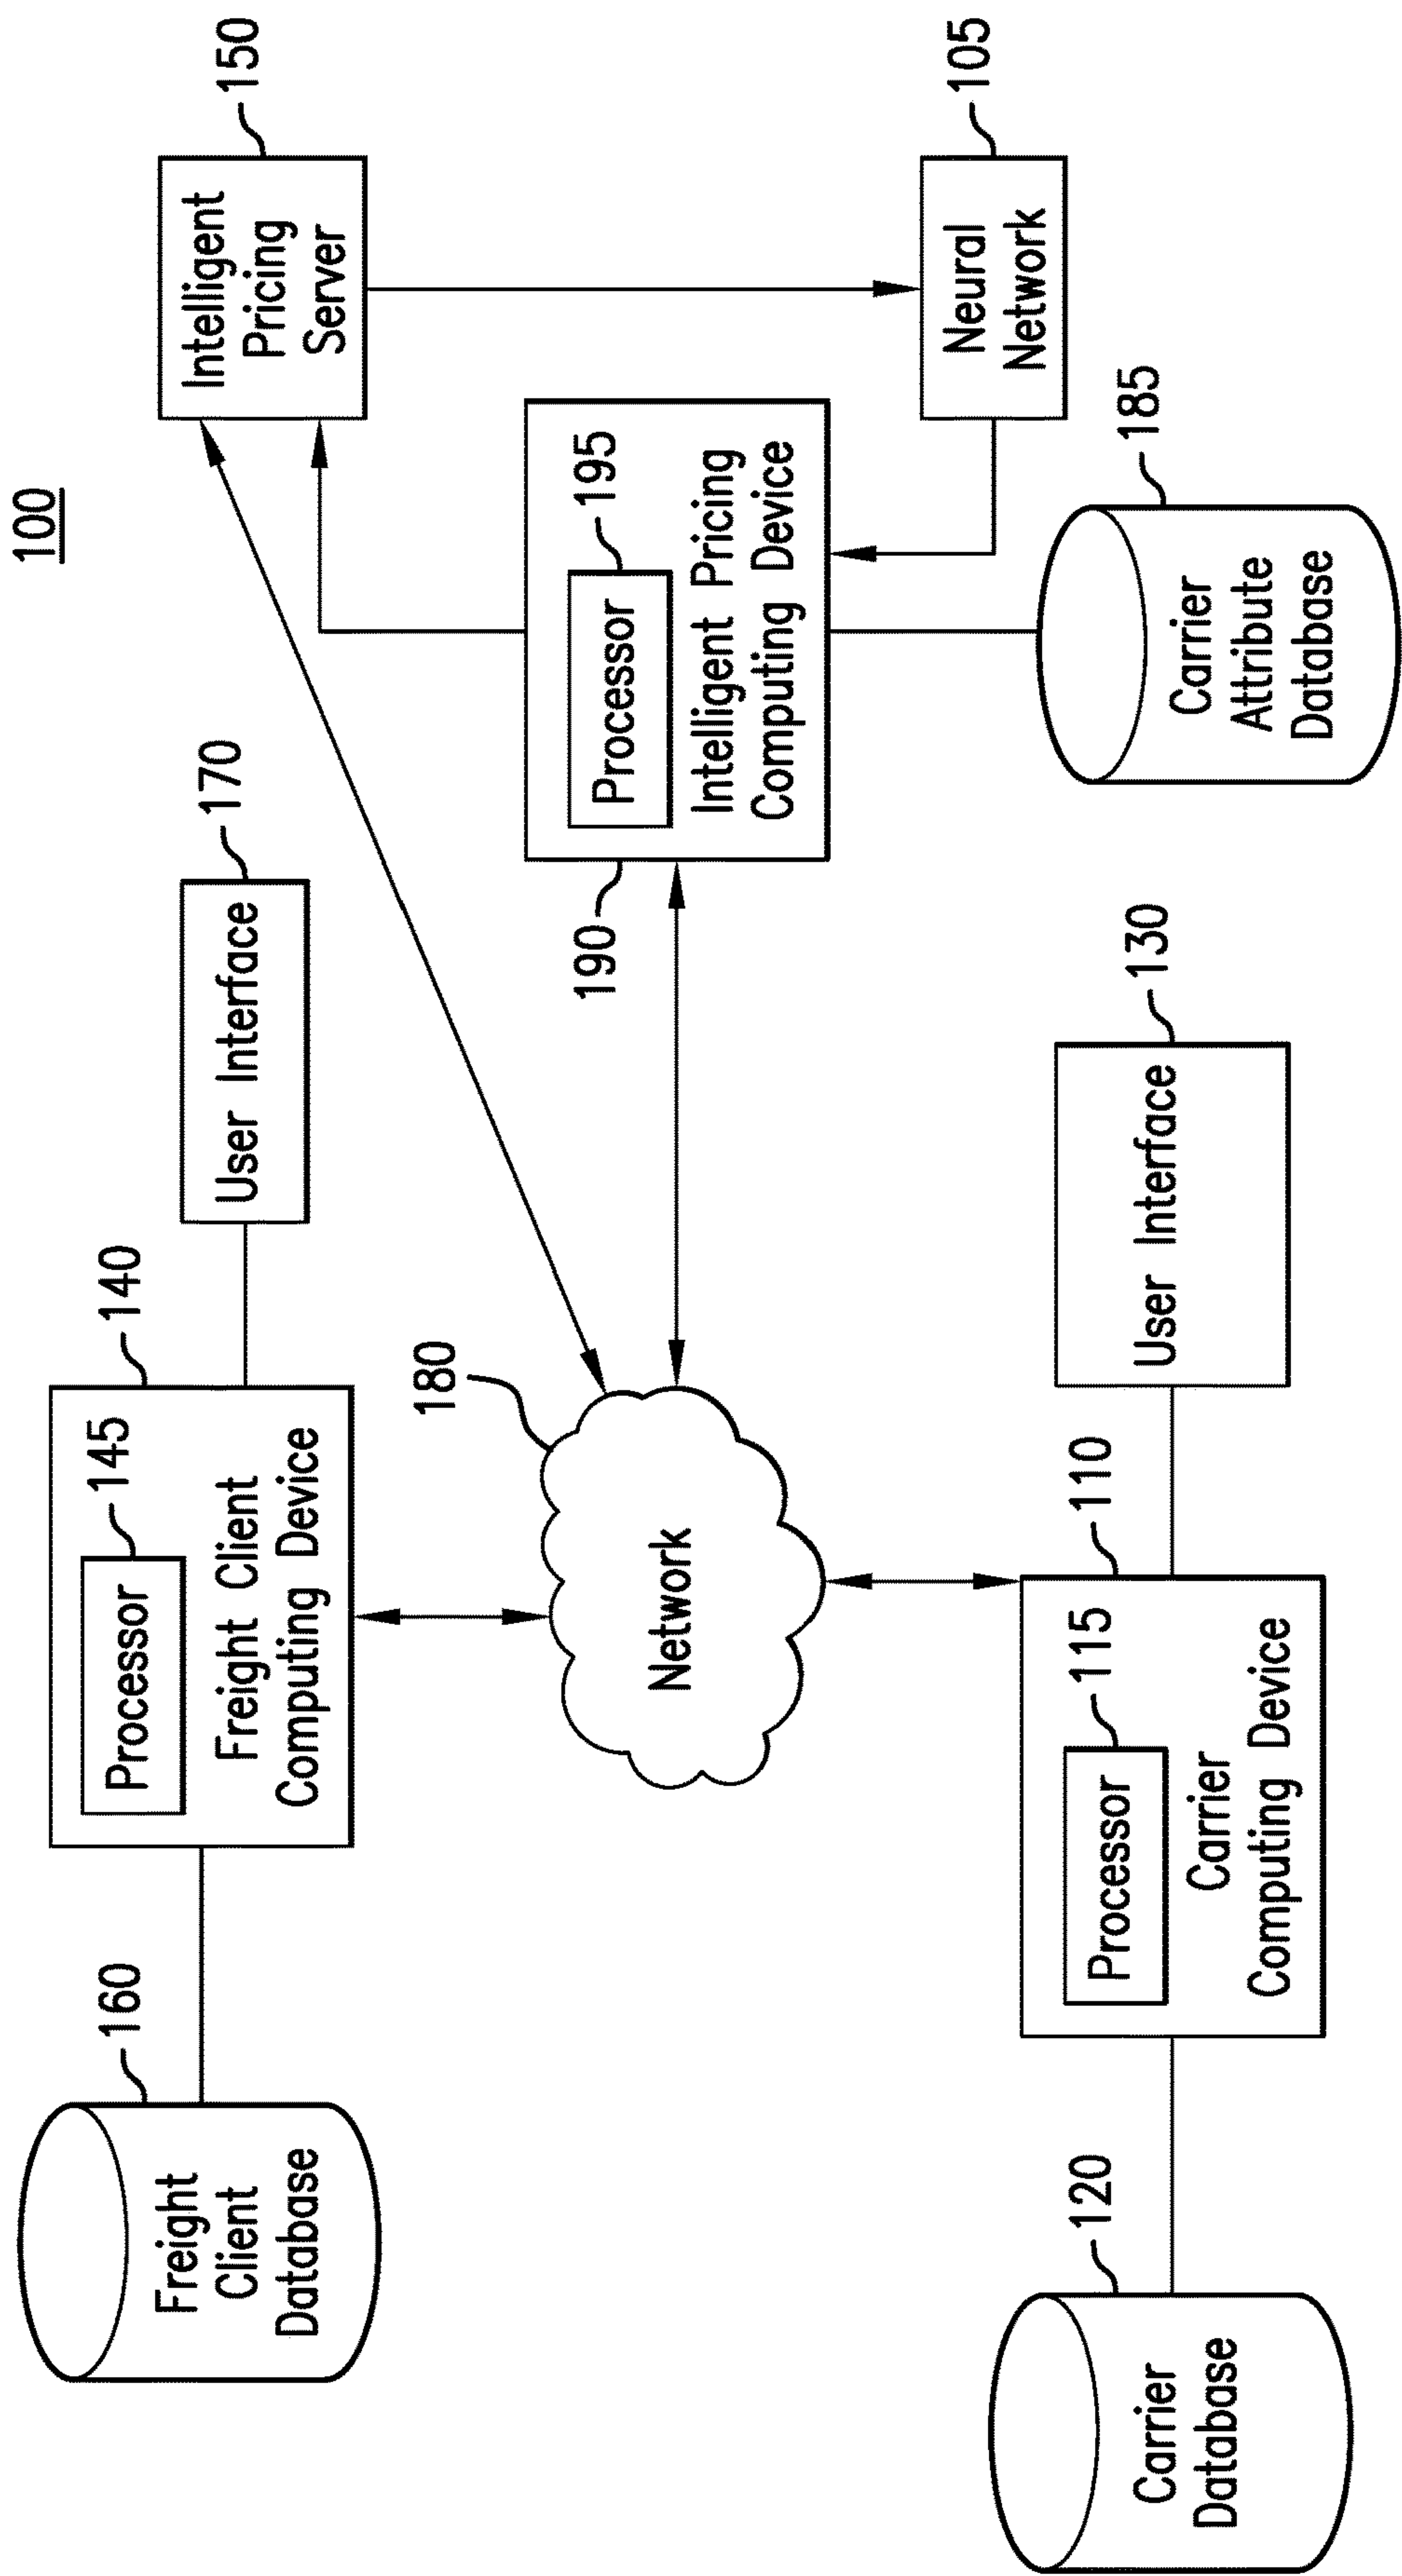 100
160
Freight
Client
Database
140
145
Processor
Freight Client
Computing Device
170
User Interface
150
Intelligent
Pricing
Server
180
Network
190
195
Processor
Intelligent Pricing
Computing Device
105
Neural
Network
120
Carrier
Database
110
115
Processor
Carrier
Computing Device
130
User Interface
185
Carrier
Attribute
Database